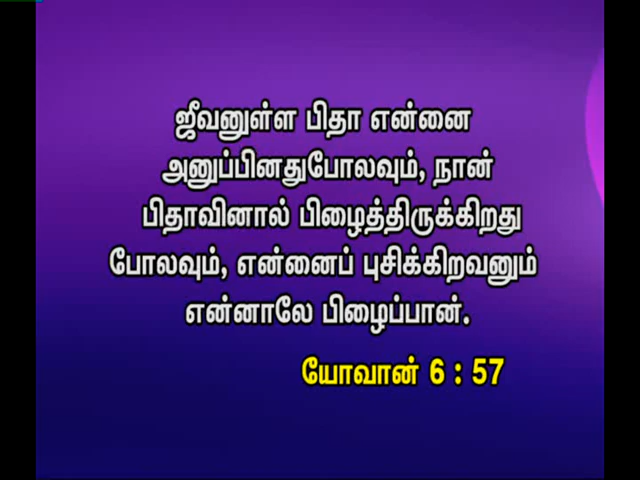 ஜீவனுள்ள பிதா என்னை
அனுப்பினதுபோலவும், நான்
பிதாவினால் பிழைத்திருக்கிறது
போலவும், என்னைப் புசிக்கிறவனும்
என்னாலே பிழைப்பான்.
யோவான் 6 : 57